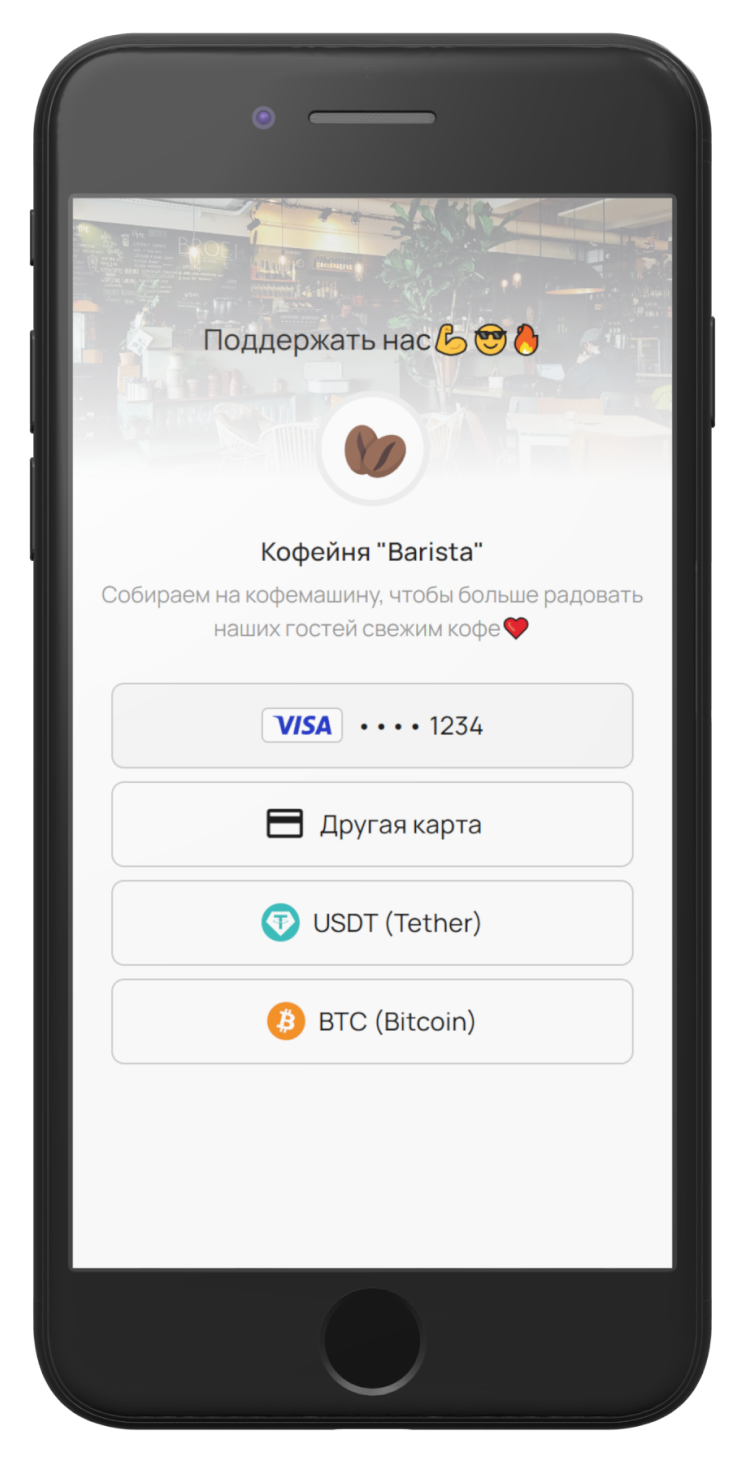 Поддержать нас💪😎🔥
Кофейня "Barista"
Собираем на кофемашину, чтобы больше радовать
наших гостей свежим кофе❤️
VISA • • • • 1234
Другая карта
USDT (Tether)
BTC (Bitcoin)